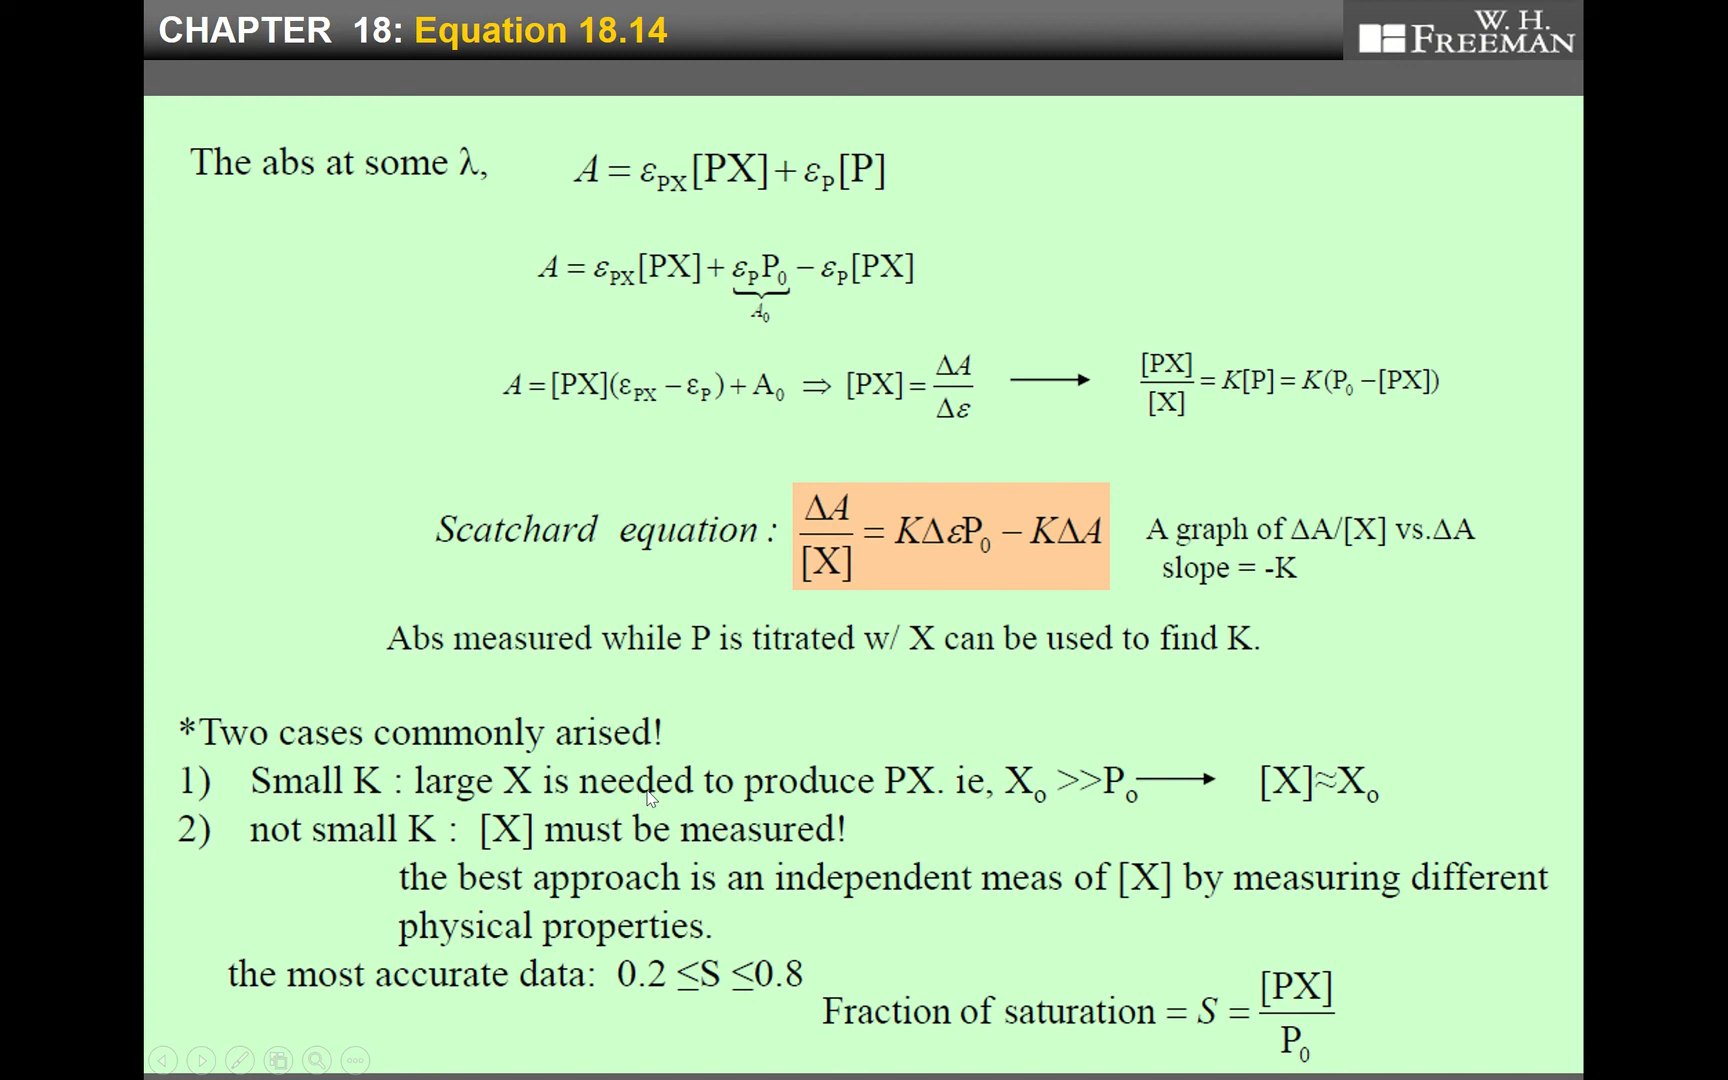 CHAPTER 18: Equation 18.14
W. H.
FREEMAN
The abs at some λ, A = ε_PX[PX] + ε_P[P]
A = ε_PX[PX] + ε_PP_0 − ε_P[PX]
A_0
A = [PX](ε_PX − ε_P) + A_0 ⇒ [PX] = ΔA/Δε ⟶ [PX]/[X] = K[P] = K(P_0 − [PX])
Scatchard equation : ΔA/[X] = KΔεP_0 − KΔA
A graph of ΔA/[X] vs.ΔA
slope = -K
Abs measured while P is titrated w/ X can be used to find K.
*Two cases commonly arised!
1) Small K : large X is needed to produce PX. ie, X_o >>P_o ⟶ [X]≈X_o
2) not small K : [X] must be measured!
the best approach is an independent meas of [X] by measuring different
physical properties.
the most accurate data: 0.2 ≤S ≤0.8
Fraction of saturation = S = [PX]/P_0